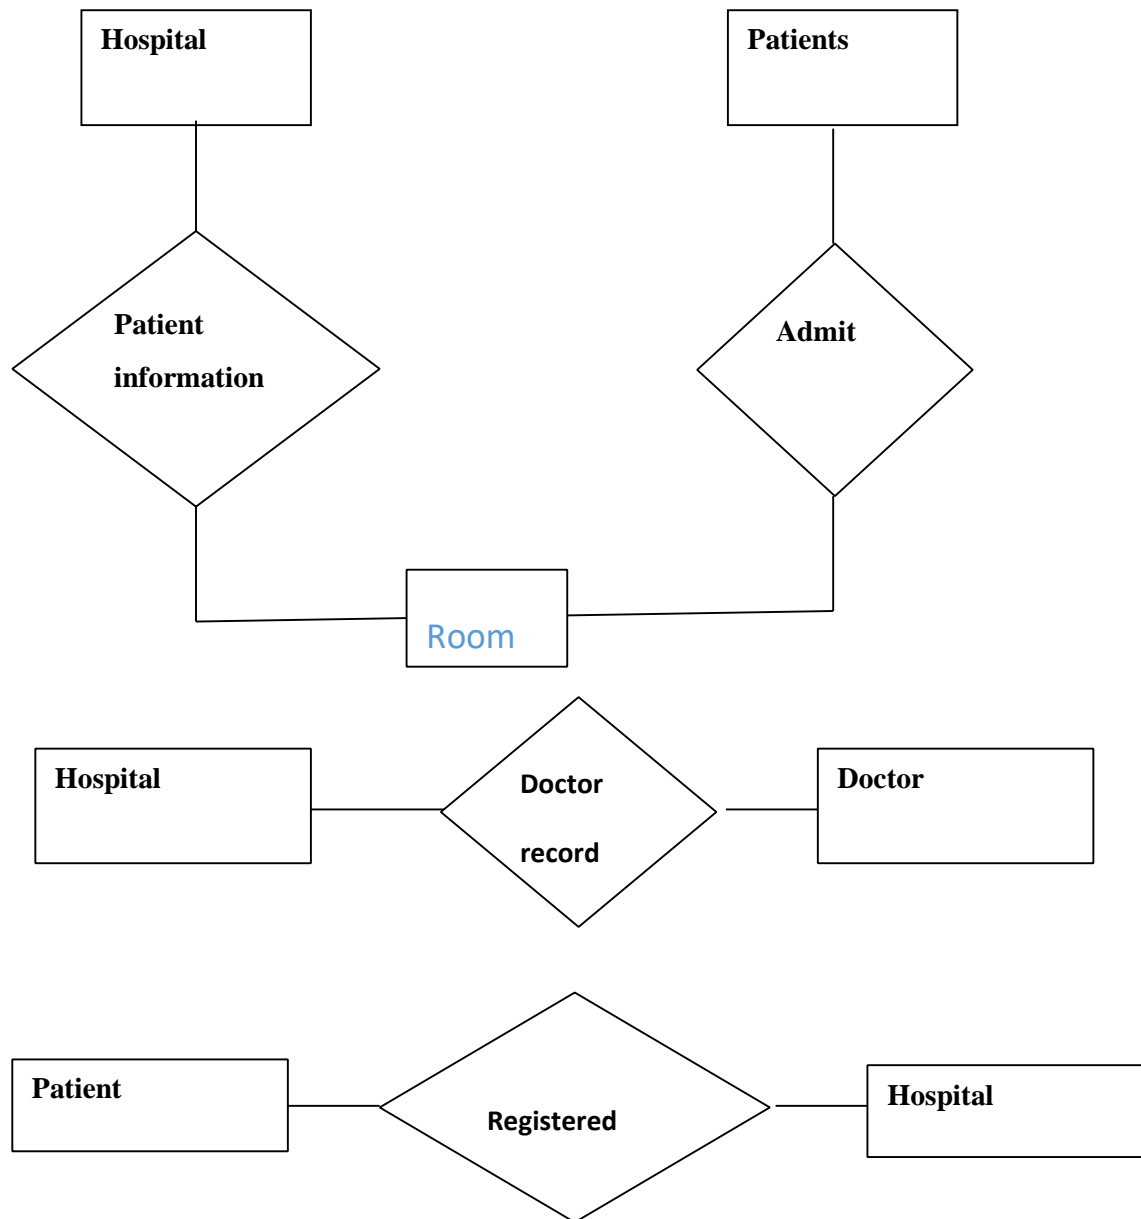 Hospital
Patients
Patient
information
Admit
Room
Hospital
Doctor
record
Doctor
Patient
Registered
Hospital